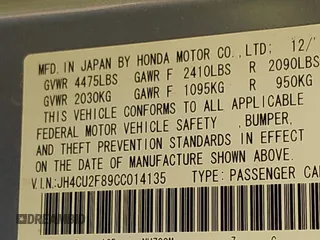 MFD. IN JAPAN BY HONDA MOTOR CO.,LTD: 12/
GVWR 4475LBS GAWR F 2410LBS R 2090LBS
GVWR 2030KG GAWR F 1095KG R 950KG
THIS VEHICLE CONFORMS TO ALL APPLICABLE
FEDERAL MOTOR VEHICLE SAFETY ,BUMPER,
AND THEFT PREVENTION STANDARDS IN EFFECT
ON THE DATE OF MANUFACTURE SHOWN ABOVE.
V.I.N:JH4CU2F89CC014135 TYPE: PASSENGER CA
DREAMBID